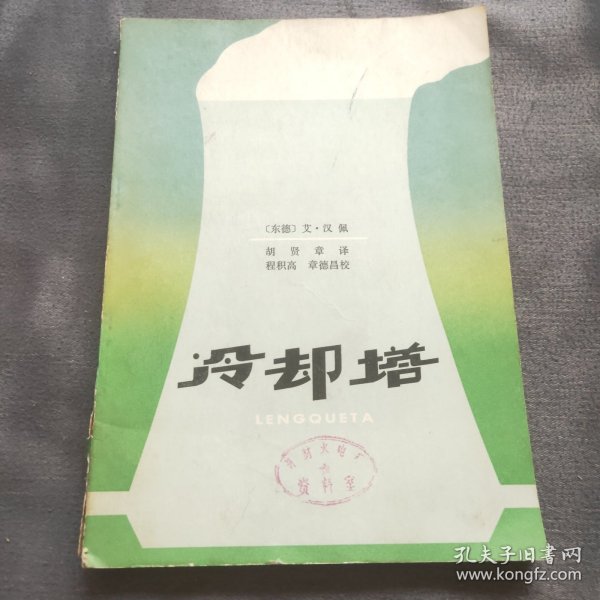 〔东德〕艾·汉佩
胡贤章译
程积高 章德昌校
冷却塔
LENGQUETA
资料室
孔夫子旧书网
www.kongfz.com